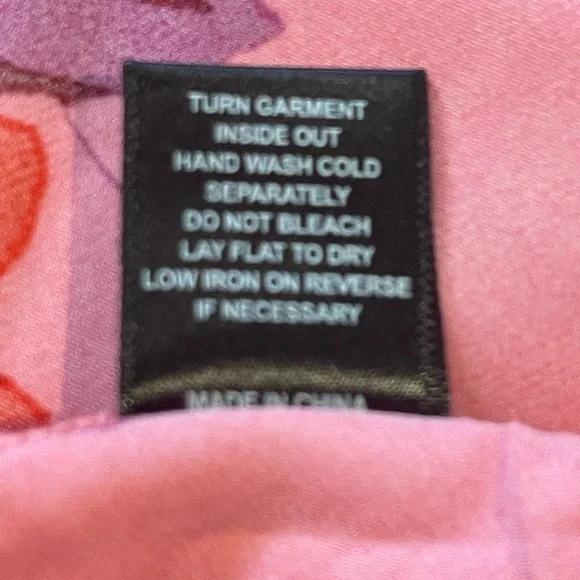 TURN GARMENT
INSIDE OUT
HAND WASH COLD
SEPARATELY
DO NOT BLEACH
LAY FLAT TO DRY
LOW IRON ON REVERSE
IF NECESSARY
MADE IN CHINA